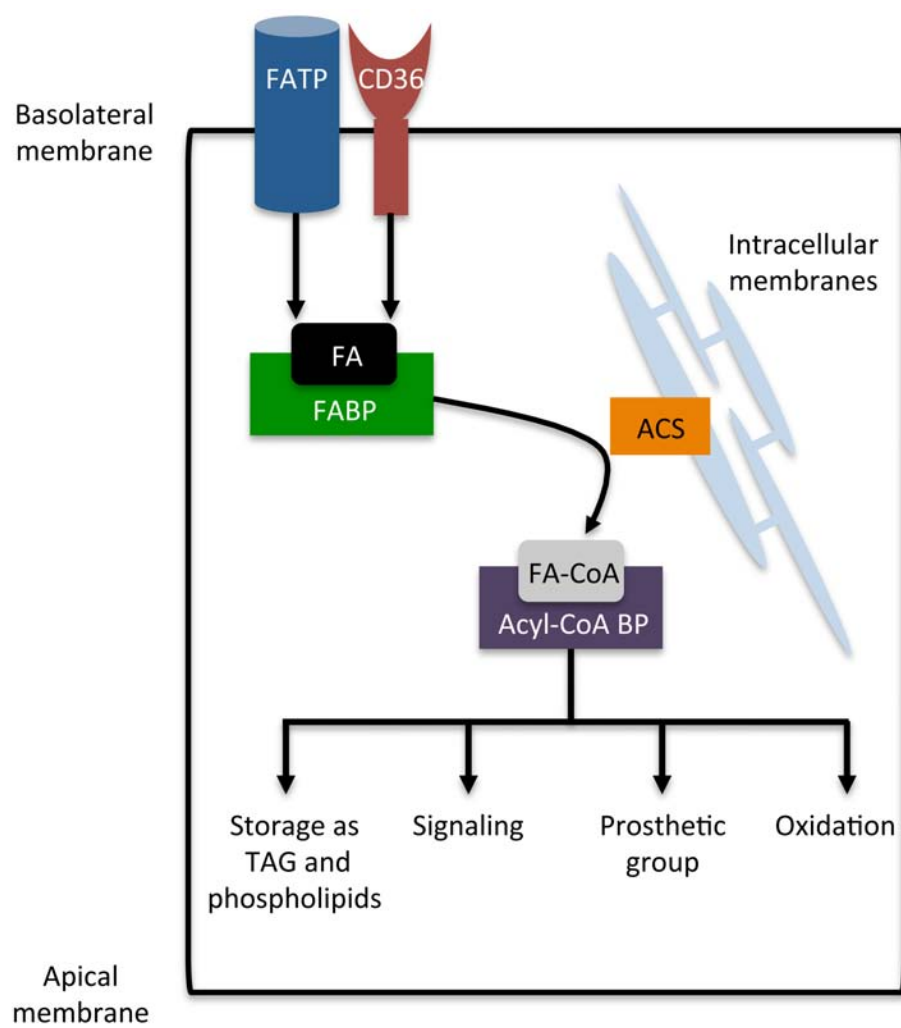 FATP
CD36
Basolateral
membrane
Intracellular
membranes
FA
FABP
ACS
FA-CoA
Acyl-CoA BP
Storage as
TAG and
phospholipids
Signaling
Prosthetic
group
Oxidation
Apical
membrane